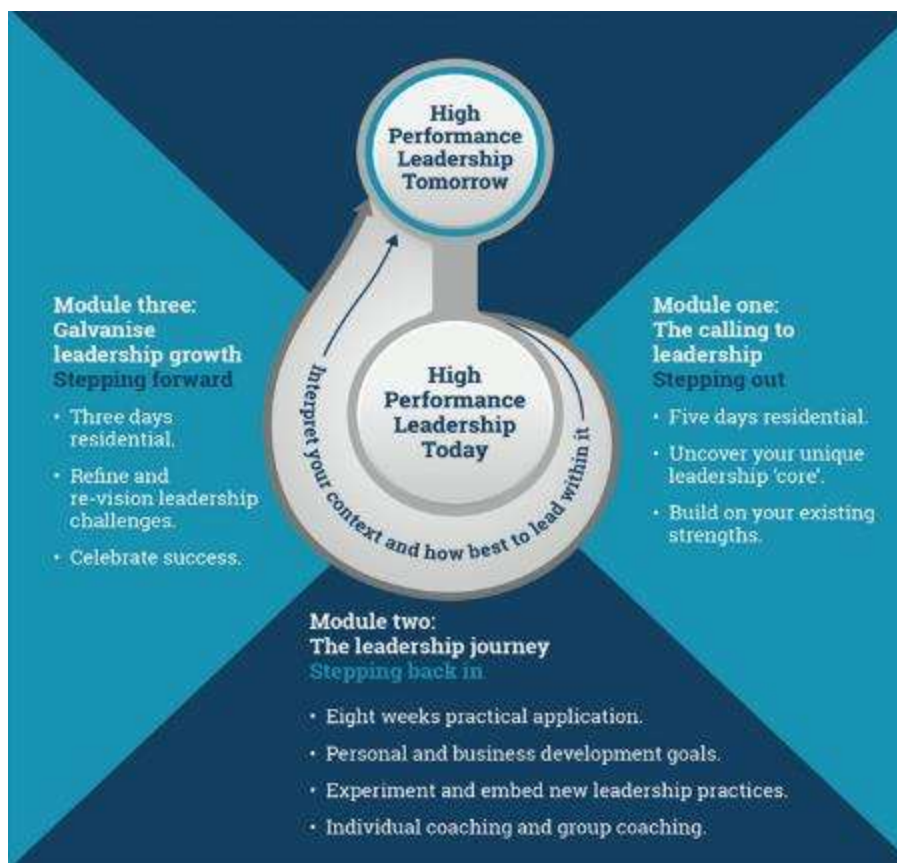 High
Performance
Leadership
Tomorrow
High
Performance
Leadership
Today
Interpret your context and how best to lead within it
Module one:
The calling to
leadership
Stepping out
• Five days residential.
• Uncover your unique
leadership 'core'.
• Build on your existing
strengths.
Module two:
The leadership journey
Stepping back in
• Eight weeks practical application.
• Personal and business development goals.
• Experiment and embed new leadership practices.
• Individual coaching and group coaching.
Module three:
Galvanise
leadership growth
Stepping forward
• Three days
residential.
• Refine and
re-vision leadership
challenges.
• Celebrate success.